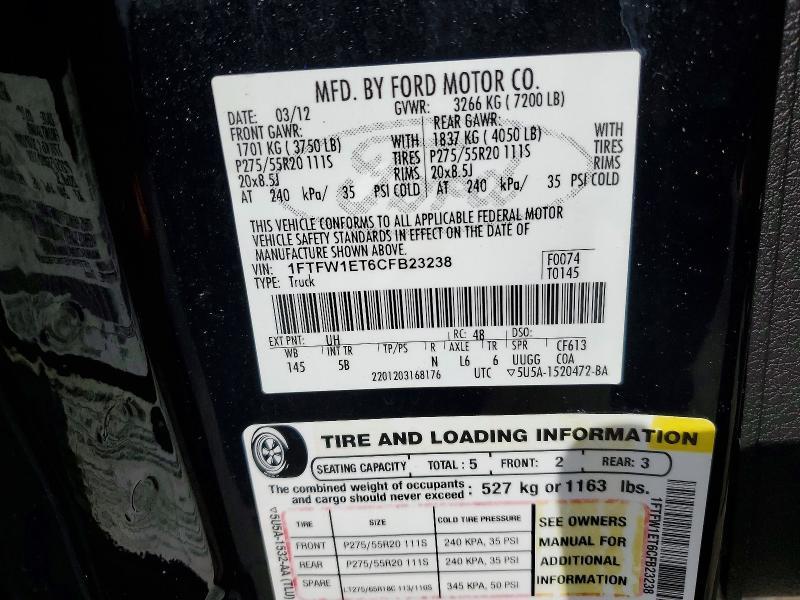 MFD. BY FORD MOTOR CO.
DATE: 03/12 GVWR: 3266 KG ( 7200 LB)
FRONT GAWR: REAR GAWR:
1701 KG ( 3750 LB) WITH 1837 KG ( 4050 LB) WITH
P275/55R20 111S TIRES P275/55R20 111S TIRES
20x8.5J RIMS 20x8.5J RIMS
AT 240 kPa/ 35 PSI COLD AT 240 kPa/ 35 PSI COLD
THIS VEHICLE CONFORMS TO ALL APPLICABLE FEDERAL MOTOR
VEHICLE SAFETY STANDARDS IN EFFECT ON THE DATE OF
MANUFACTURE SHOWN ABOVE.
VIN: 1FTFW1ET6CFB23238 F0074
TYPE: Truck T0145
EXT PNT: UH RC: 48 DSO:
WB INT TR TP/PS R AXLE TR SPR CF613
145 5B N L6 6 UUGG COA
2201203168176 UTC ▽5U5A-1520472-BA
TIRE AND LOADING INFORMATION
SEATING CAPACITY TOTAL: 5 FRONT: 2 REAR: 3
The combined weight of occupants
and cargo should never exceed : 527 kg or 1163 lbs.
TIRE SIZE COLD TIRE PRESSURE
FRONT P275/55R20 111S 240 KPA, 35 PSI
REAR P275/55R20 111S 240 KPA, 35 PSI
SPARE LT275/65R18C 113/110S 345 KPA, 50 PSI
SEE OWNERS
MANUAL FOR
ADDITIONAL
INFORMATION
▽5U5A-1532-AA (TLU)
1FTFW1ET6CFB23238